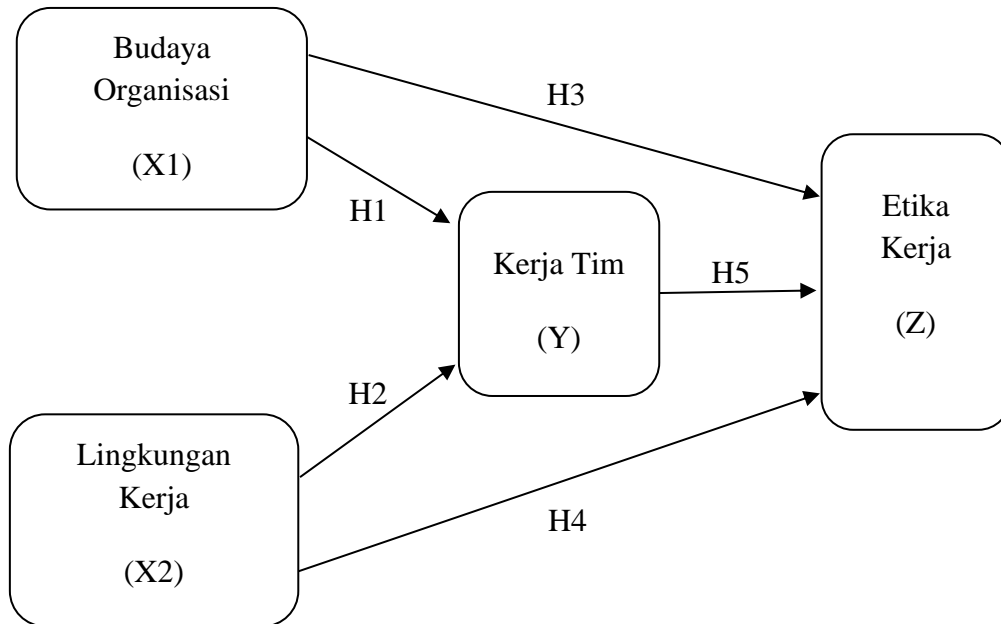 Budaya
Organisasi
(X1)
H3
H1
Kerja Tim
(Y)
H5
Etika
Kerja
(Z)
H2
Lingkungan
Kerja
(X2)
H4